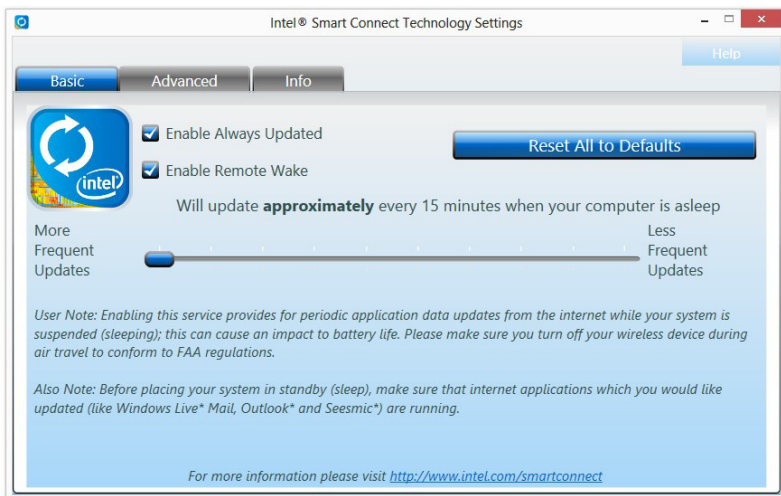 Intel® Smart Connect Technology Settings
Help
Basic
Advanced
Info
Enable Always Updated
Reset All to Defaults
Enable Remote Wake
intel
Will update approximately every 15 minutes when your computer is asleep
More
Frequent
Updates
Less
Frequent
Updates
User Note: Enabling this service provides for periodic application data updates from the internet while your system is
suspended (sleeping); this can cause an impact to battery life. Please make sure you turn off your wireless device during
air travel to conform to FAA regulations.
Also Note: Before placing your system in standby (sleep), make sure that internet applications which you would like
updated (like Windows Live* Mail, Outlook* and Seesmic*) are running.
For more information please visit http://www.intel.com/smartconnect